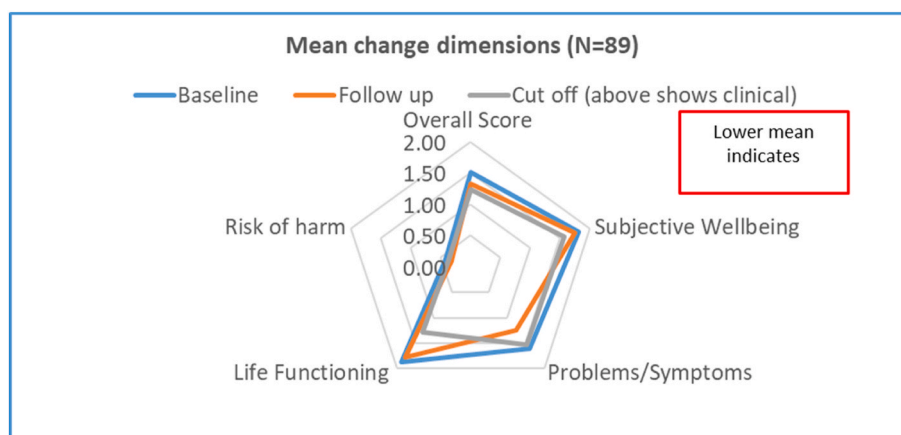 Mean change dimensions (N=89)
Baseline Follow up Cut off (above shows clinical)
Overall Score
Lower mean
indicates
2.00
1.50
1.00
0.50
0.00
Risk of harm
Subjective Wellbeing
Life Functioning
Problems/Symptoms